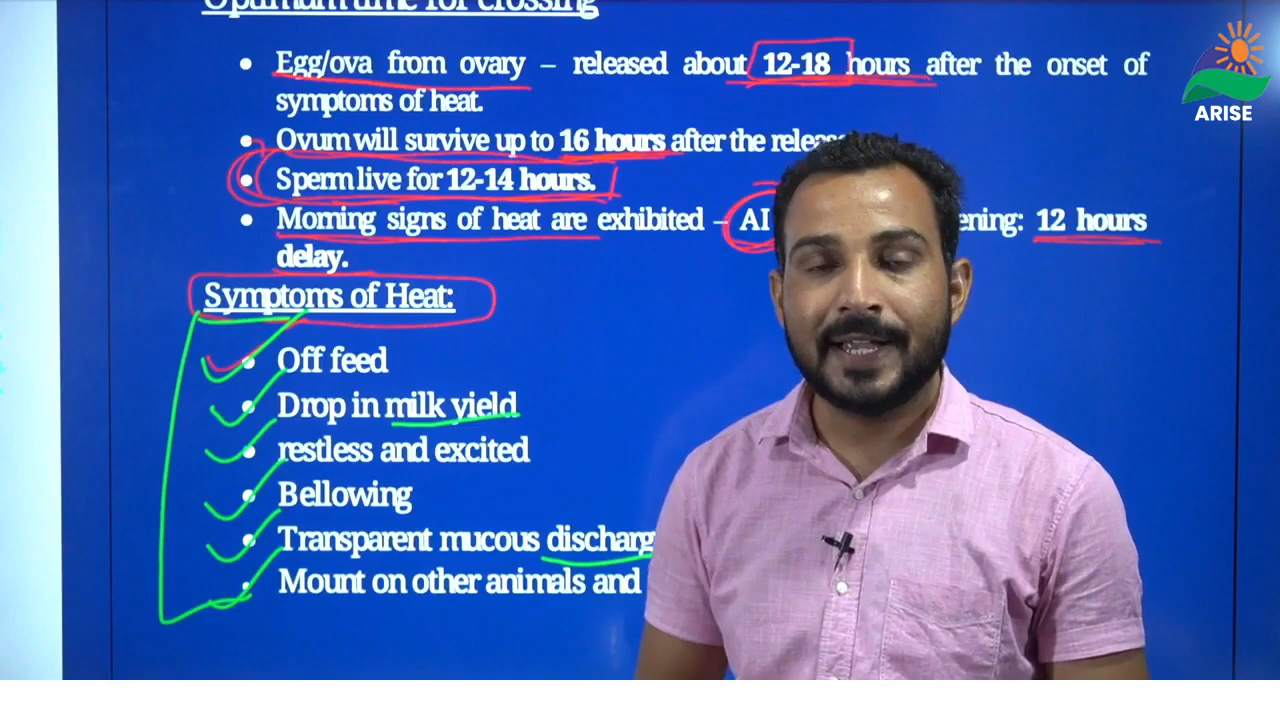 Optimum time for crossing
• Egg/ova from ovary – released about 12-18 hours after the onset of
symptoms of heat.
• Ovum will survive up to 16 hours after the releas
• Sperm live for 12-14 hours.
• Morning signs of heat are exhibited – AI ening: 12 hours
delay.
Symptoms of Heat:
• Off feed
• Drop in milk yield
• restless and excited
• Bellowing
• Transparent mucous discharg
• Mount on other animals and
ARISE